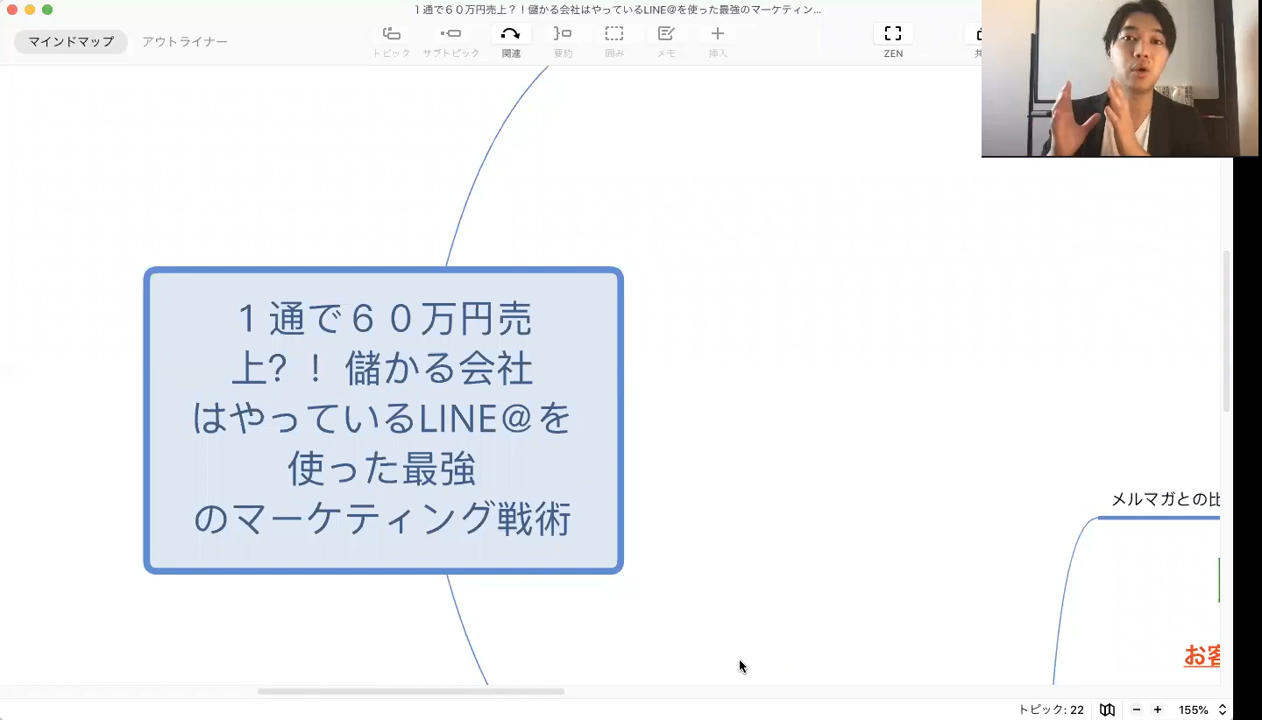 １通で６０万円売上？！儲かる会社はやっているLINE@を使った最強のマーケティン...
マインドマップ
アウトライナー
トピック
サブトピック
関連
要約
囲み
メモ
挿入
ZEN
１通で６０万円売
上？！ 儲かる会社
はやっているLINE@を
使った最強
のマーケティング戦術
メルマガとの比
お客
トピック: 22
155%